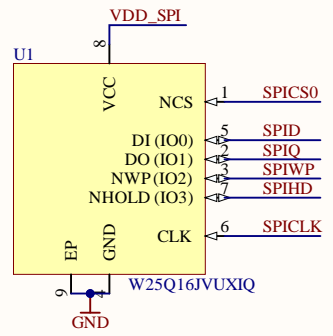 VDD_SPI
U1
8
VCC
NCS
1
SPICS0
DI (IO0)
5
SPID
DO (IO1)
2
SPIQ
NWP (IO2)
3
SPIWP
NHOLD (IO3)
7
SPIHD
CLK
6
SPICLK
EP
GND
9
4
W25Q16JVUXIQ
GND